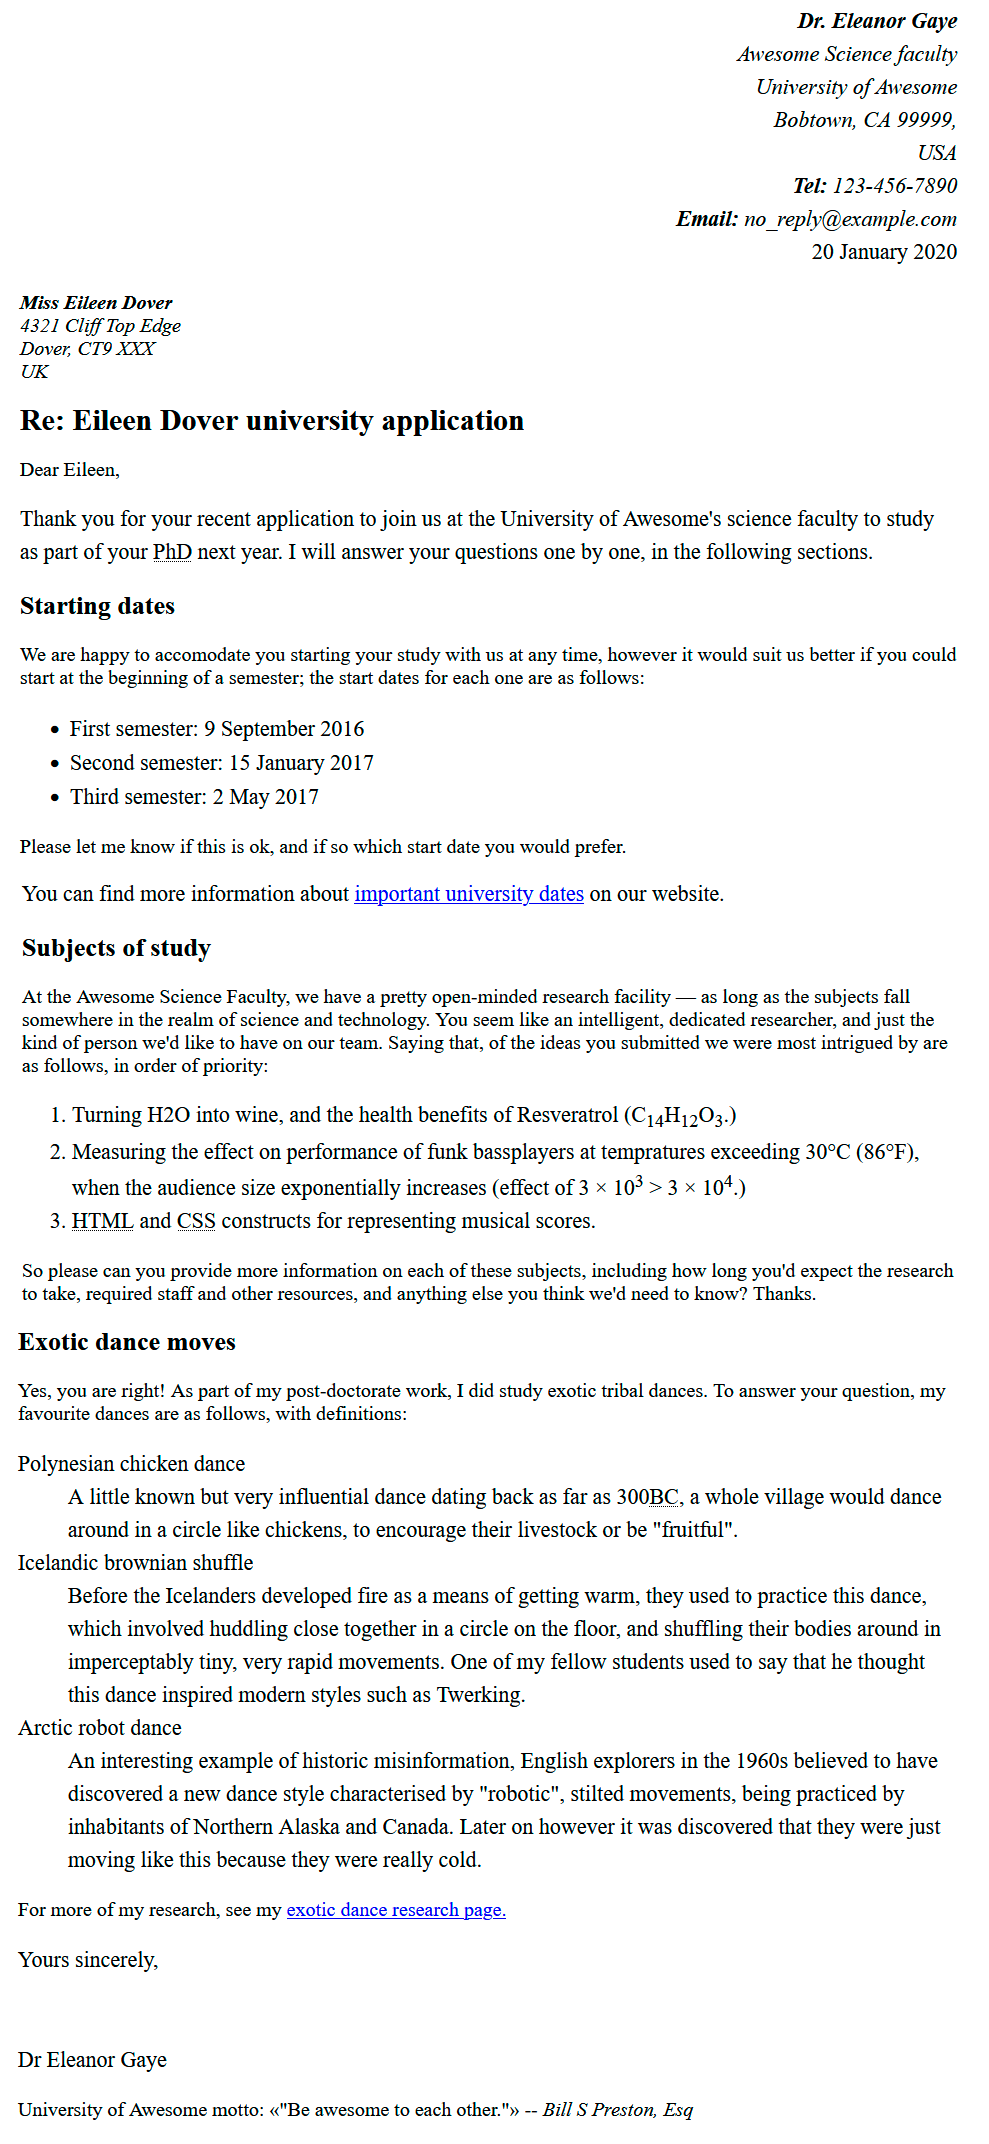 Dr. Eleanor Gaye
Awesome Science faculty
University of Awesome
Bobtown, CA 99999,
USA
Tel: 123-456-7890
Email: no_reply@example.com
20 January 2020
Miss Eileen Dover
4321 Cliff Top Edge
Dover, CT9 XXX
UK
Re: Eileen Dover university application
Dear Eileen,
Thank you for your recent application to join us at the University of Awesome's science faculty to study
as part of your PhD next year. I will answer your questions one by one, in the following sections.
Starting dates
We are happy to accomodate you starting your study with us at any time, however it would suit us better if you could
start at the beginning of a semester; the start dates for each one are as follows:
• First semester: 9 September 2016
• Second semester: 15 January 2017
• Third semester: 2 May 2017
Please let me know if this is ok, and if so which start date you would prefer.
You can find more information about important university dates on our website.
Subjects of study
At the Awesome Science Faculty, we have a pretty open-minded research facility — as long as the subjects fall
somewhere in the realm of science and technology. You seem like an intelligent, dedicated researcher, and just the
kind of person we'd like to have on our team. Saying that, of the ideas you submitted we were most intrigued by are
as follows, in order of priority:
1. Turning H2O into wine, and the health benefits of Resveratrol (C₁₄H₁₂O₃.)
2. Measuring the effect on performance of funk bassplayers at tempratures exceeding 30°C (86°F),
when the audience size exponentially increases (effect of 3 × 10³ > 3 × 10⁴.)
3. HTML and CSS constructs for representing musical scores.
So please can you provide more information on each of these subjects, including how long you'd expect the research
to take, required staff and other resources, and anything else you think we'd need to know? Thanks.
Exotic dance moves
Yes, you are right! As part of my post-doctorate work, I did study exotic tribal dances. To answer your question, my
favourite dances are as follows, with definitions:
Polynesian chicken dance
A little known but very influential dance dating back as far as 300BC, a whole village would dance
around in a circle like chickens, to encourage their livestock or be "fruitful".
Icelandic brownian shuffle
Before the Icelanders developed fire as a means of getting warm, they used to practice this dance,
which involved huddling close together in a circle on the floor, and shuffling their bodies around in
imperceptably tiny, very rapid movements. One of my fellow students used to say that he thought
this dance inspired modern styles such as Twerking.
Arctic robot dance
An interesting example of historic misinformation, English explorers in the 1960s believed to have
discovered a new dance style characterised by "robotic", stilted movements, being practiced by
inhabitants of Northern Alaska and Canada. Later on however it was discovered that they were just
moving like this because they were really cold.
For more of my research, see my exotic dance research page.
Yours sincerely,
Dr Eleanor Gaye
University of Awesome motto: «"Be awesome to each other."» -- Bill S Preston, Esq